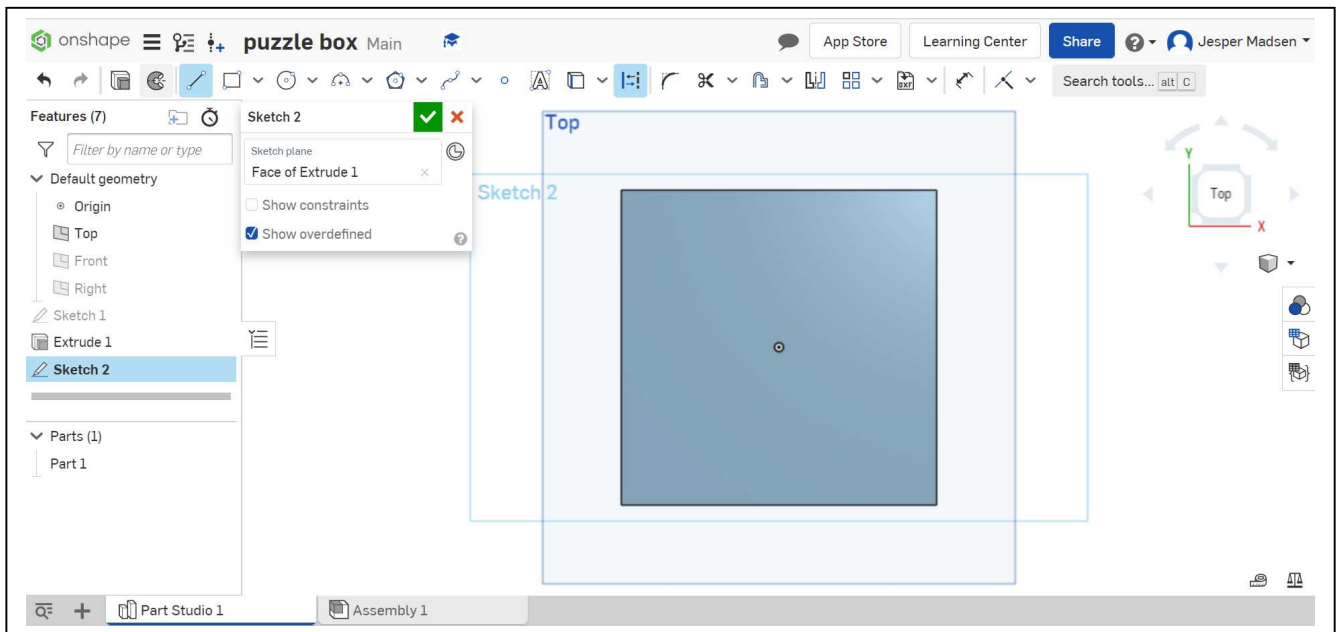 onshape puzzle box Main App Store Learning Center Share Jesper Madsen
DXF Search tools... alt C
Features (7)
Filter by name or type
Default geometry
Origin
Top
Front
Right
Sketch 1
Extrude 1
Sketch 2
Parts (1)
Part 1
Sketch 2
Sketch plane
Face of Extrude 1
Show constraints
Show overdefined
Top
Sketch 2
Y
Top
X
Part Studio 1 Assembly 1